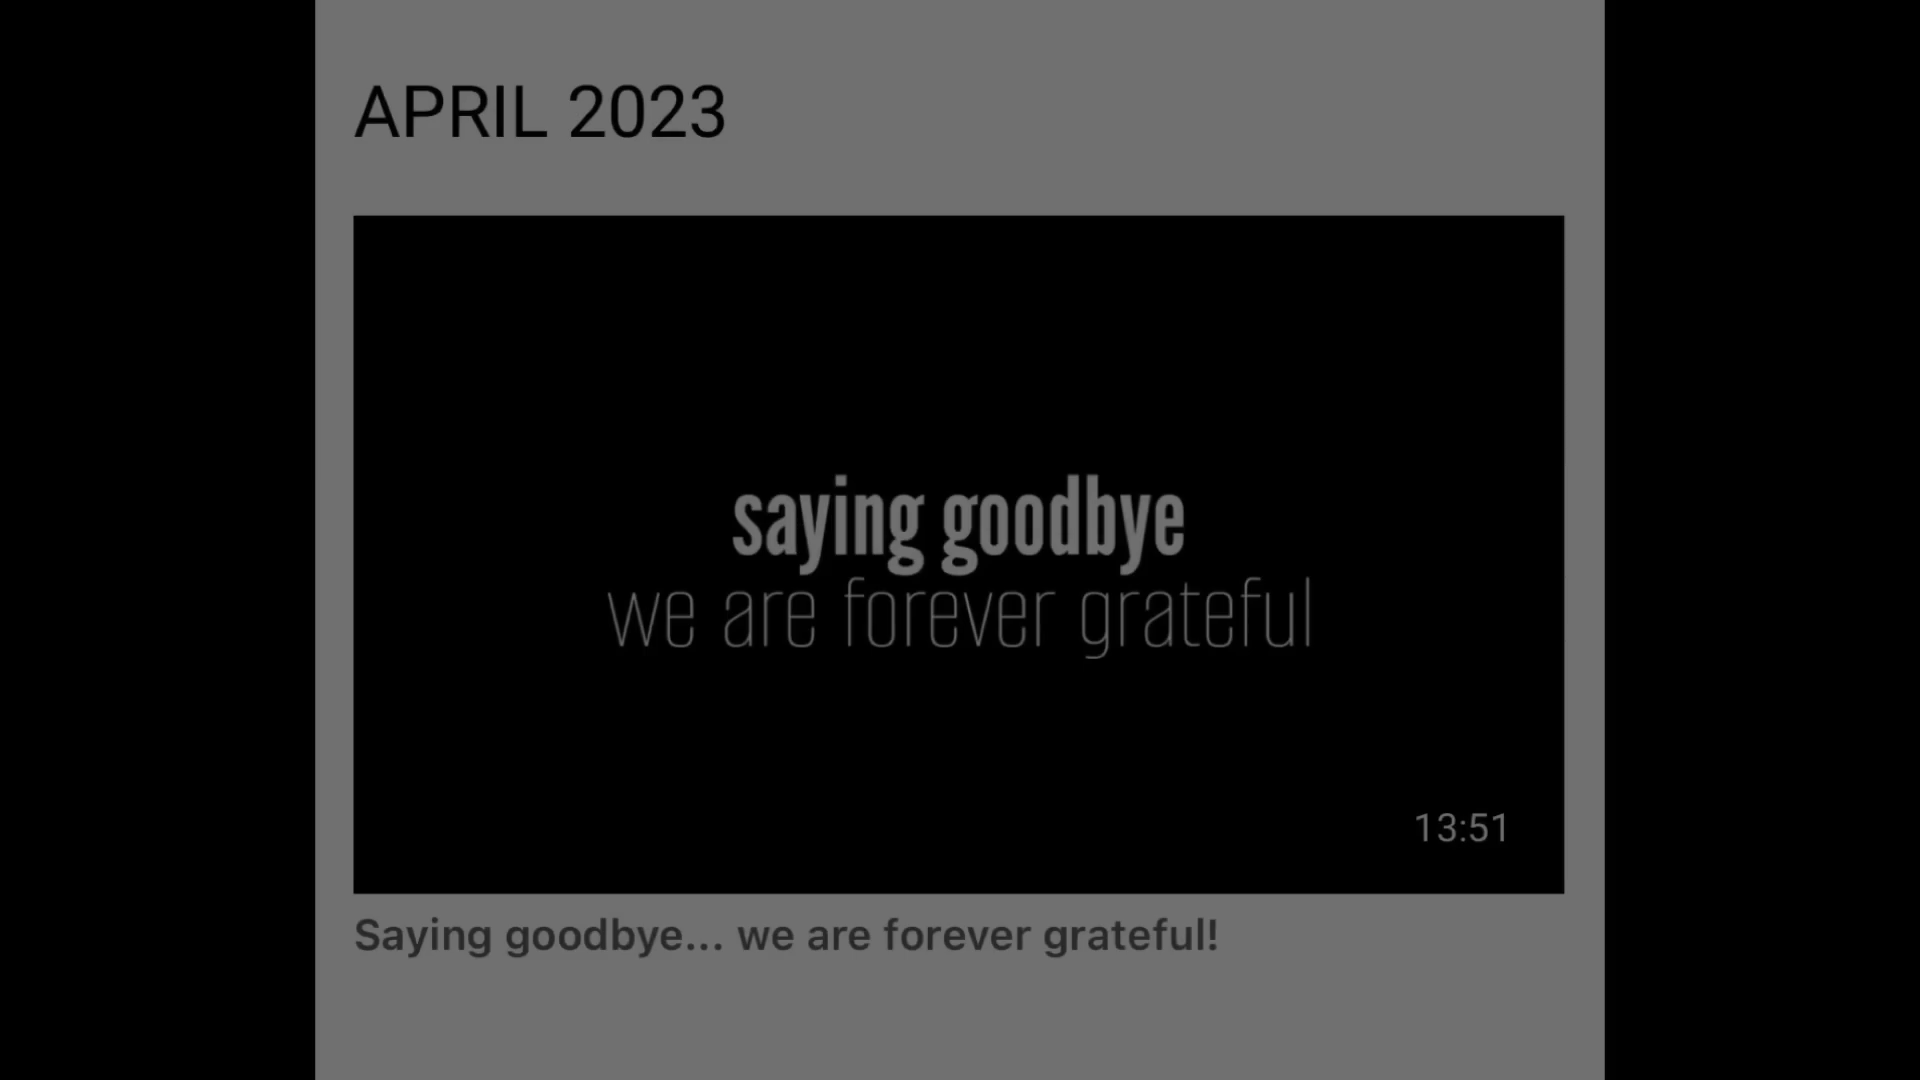 APRIL 2023
saying goodbye
we are forever grateful
13:51
Saying goodbye... we are forever grateful!